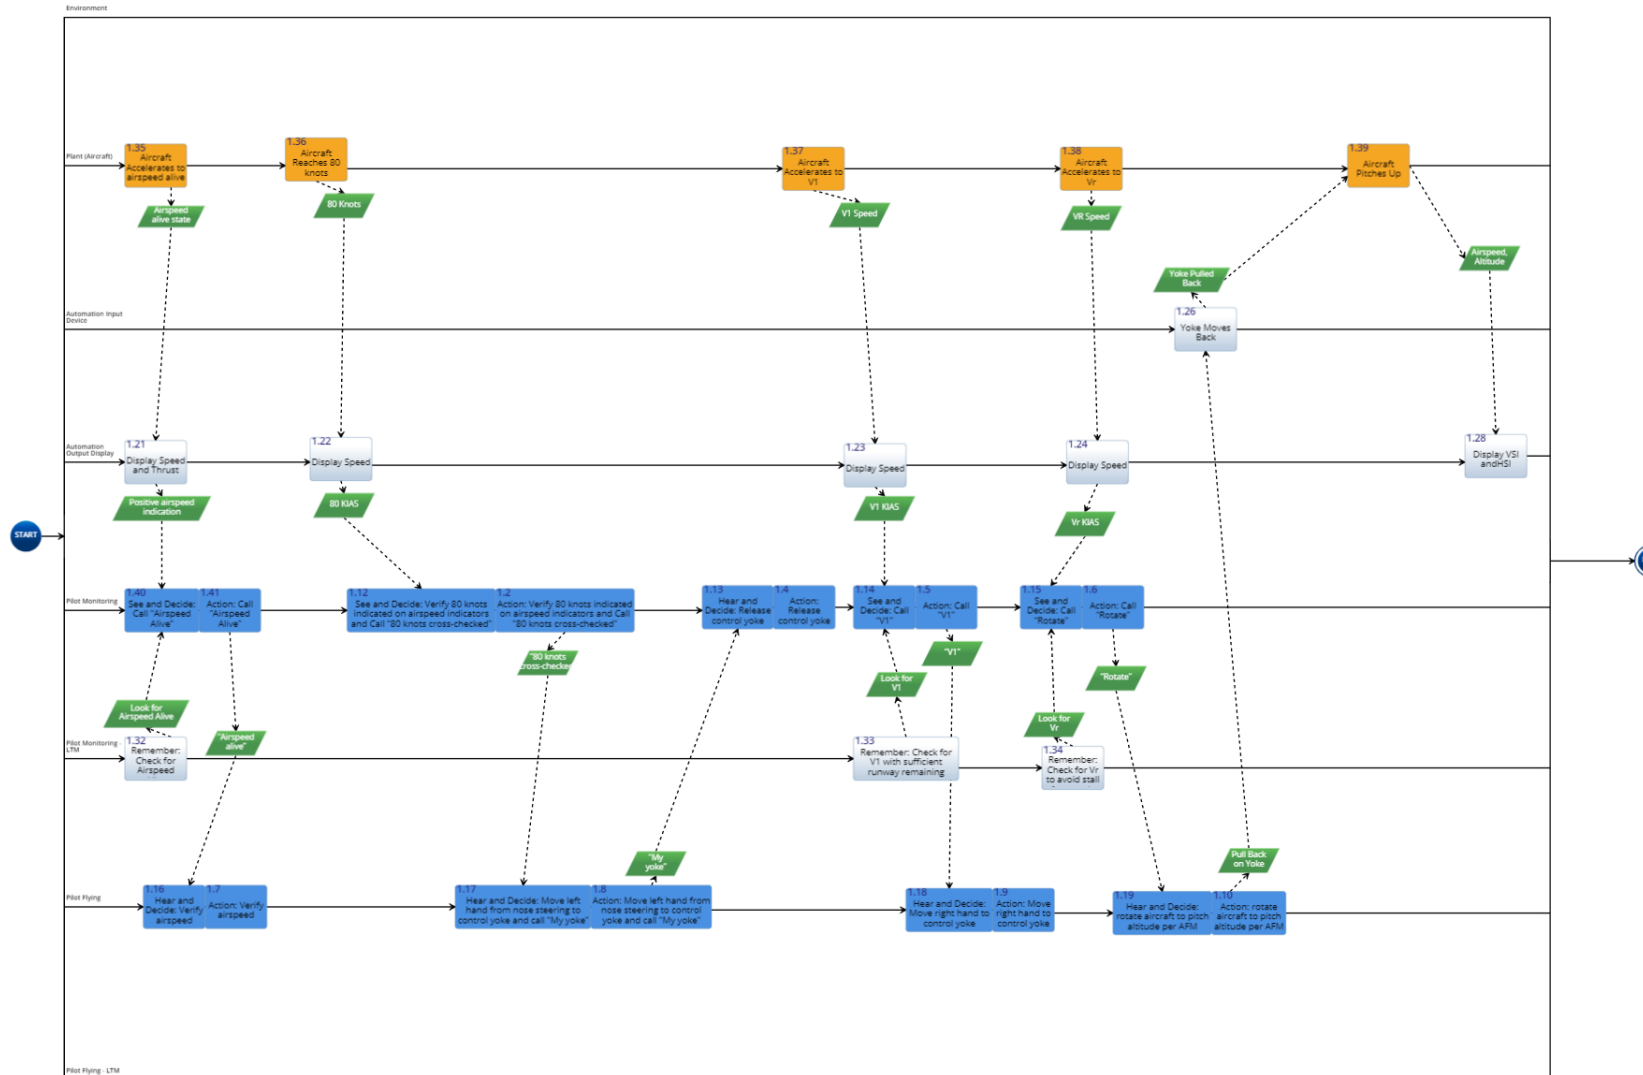 Environment
Plant (Aircraft)
1.35
Aircraft
Accelerates to
airspeed alive
1.36
Aircraft
Reaches 80
knots
1.37
Aircraft
Accelerates to
V1
1.38
Aircraft
Accelerates to
Vr
1.39
Aircraft
Pitches Up
Airspeed
alive state
80 Knots
V1 Speed
VR Speed
Airspeed,
Altitude
Yoke Pulled
Back
Automation Input
Device
1.26
Yoke Moves
Back
Automation
Output Display
1.21
Display Speed
and Thrust
1.22
Display Speed
1.23
Display Speed
1.24
Display Speed
1.28
Display VSI
andHSI
Positive airspeed
indication
80 KIAS
V1 KIAS
Vr KIAS
START
Pilot Monitoring
1.40
See and Decide:
Call "Airspeed
Alive"
1.41
Action: Call
"Airspeed
Alive"
1.12
See and Decide: Verify 80 knots
indicated on airspeed indicators
and Call "80 knots cross-checked"
1.2
Action: Verify 80 knots indicated
on airspeed indicators and Call
"80 knots cross-checked"
1.13
Hear and
Decide: Release
control yoke
1.4
Action:
Release
control yoke
1.14
See and
Decide: Call
"V1"
1.5
Action: Call
"V1"
1.15
See and
Decide: Call
"Rotate"
1.6
Action: Call
"Rotate"
"80 knots
cross-checked
"V1"
"Rotate"
Look for
V1
Look for
Airspeed Alive
Look for
Vr
"Airspeed
alive"
Pilot Monitoring -
LTM
1.32
Remember:
Check for
Airspeed
1.33
Remember: Check for
V1 with sufficient
runway remaining
1.34
Remember:
Check for Vr
to avoid stall
"My
yoke"
Pull Back
on Yoke
Pilot Flying
1.16
Hear and
Decide: Verify
airspeed
1.7
Action: Verify
airspeed
1.17
Hear and Decide: Move left
hand from nose steering to
control yoke and call "My yoke"
1.8
Action: Move left hand from
nose steering to control
yoke and call "My yoke"
1.18
Hear and Decide:
Move right hand to
control yoke
1.9
Action: Move
right hand to
control yoke
1.19
Hear and Decide:
rotate aircraft to pitch
altitude per AFM
1.10
Action: rotate
aircraft to pitch
altitude per AFM
Pilot Flying - LTM